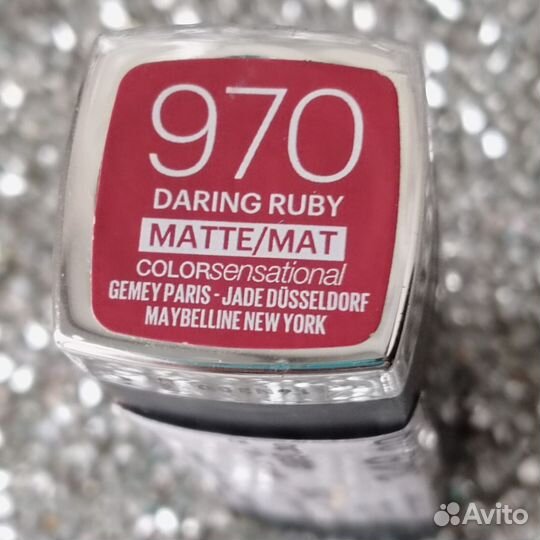 970
DARING RUBY
MATTE/MAT
COLORsensational
GEMEY PARIS - JADE DÜSSELDORF
MAYBELLINE NEW YORK
Avito